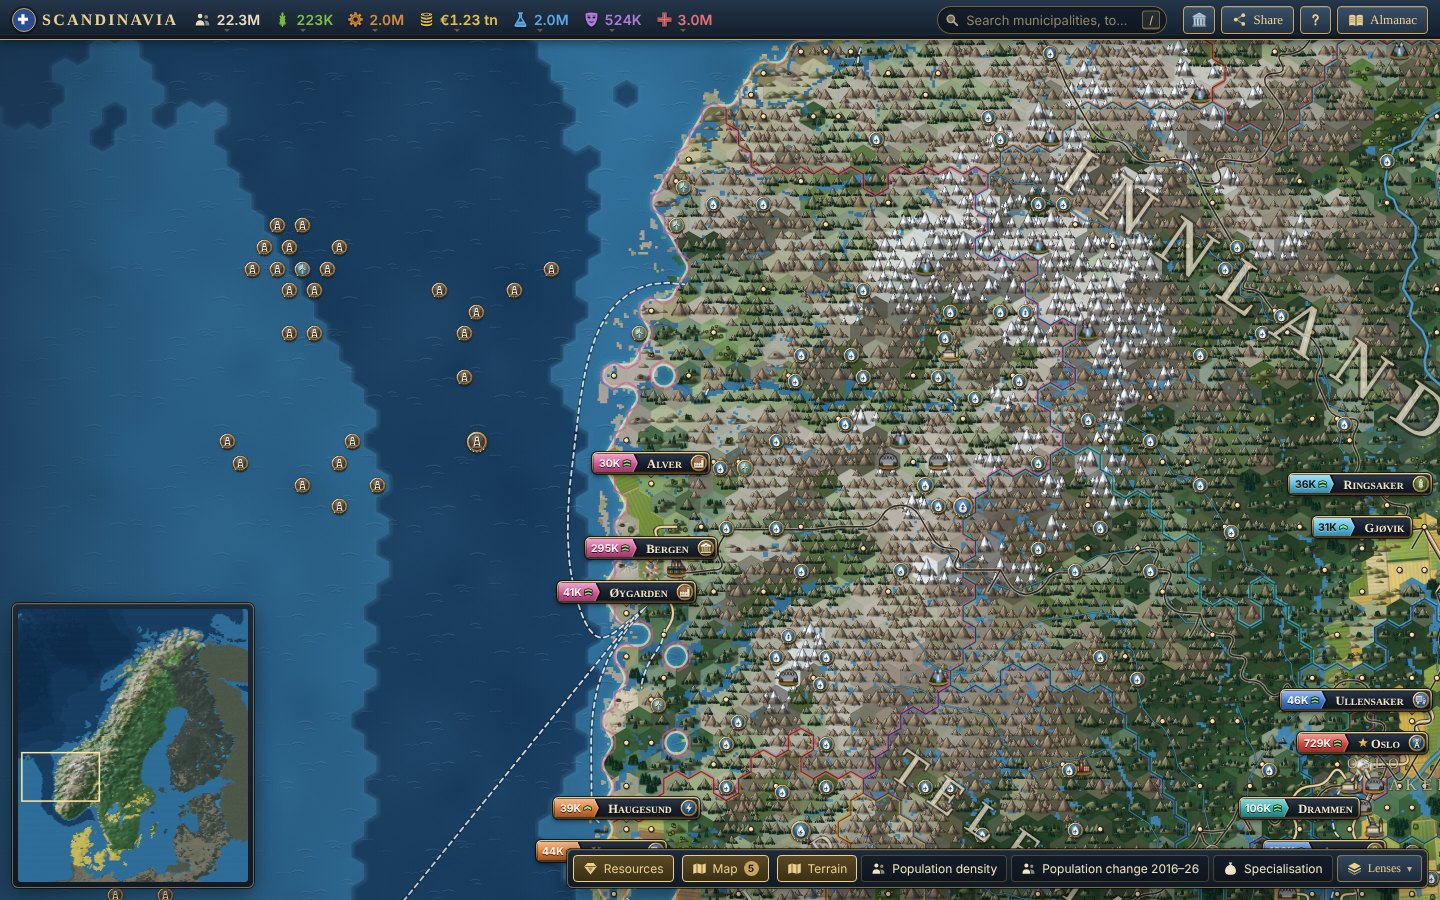 SCANDINAVIA 22.3M 223K 2.0M €1.23 tn 2.0M 524K 3.0M Search municipalities, to... / Share ? Almanac
INNLAND
30K ALVER
36K RINGSAKER
31K GJØVIK
295K BERGEN
41K ØYGARDEN
46K ULLENSAKER
729K OSLO
39K HAUGESUND
106K DRAMMEN
44K
TELE
Resources Map 5 Terrain Population density Population change 2016–26 Specialisation Lenses